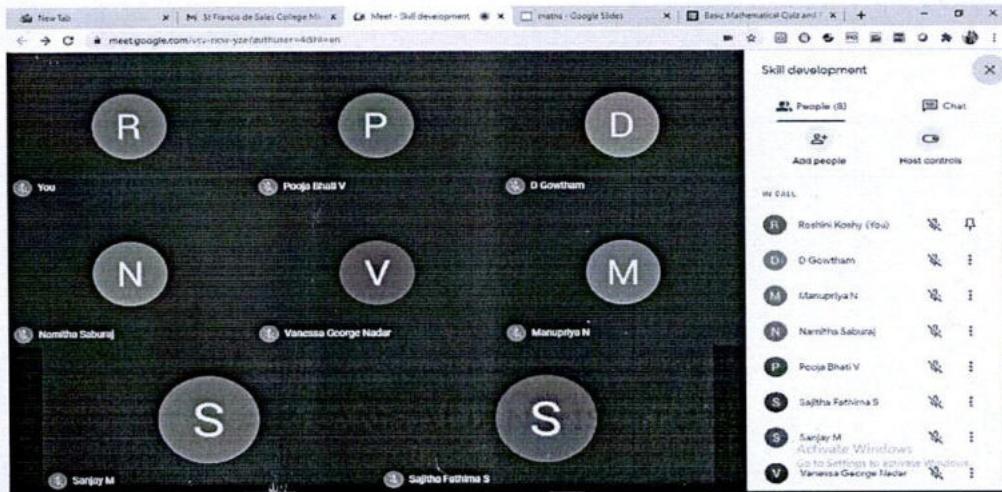 New Tab
St Francis de Sales College
Meet - Skill development
maths - Google Slides
Basic Mathematical Quiz and
Skill development
People (8)
Chat
Add people
Host controls
IN CALL
R
You
P
Pooja Bhati V
D
D Gowtham
N
Namitha Saburaj
V
Vanessa George Nadar
M
Manupriya N
S
Sanjay M
S
Sajitha Fathima S
R Roshini Koshy (You)
D D Gowtham
M Manupriya N
N Namitha Saburaj
P Pooja Bhati V
S Sajitha Fathima S
S Sanjay M
Activate Windows
Go to Settings to activate Windows.
V Vanessa George Nadar